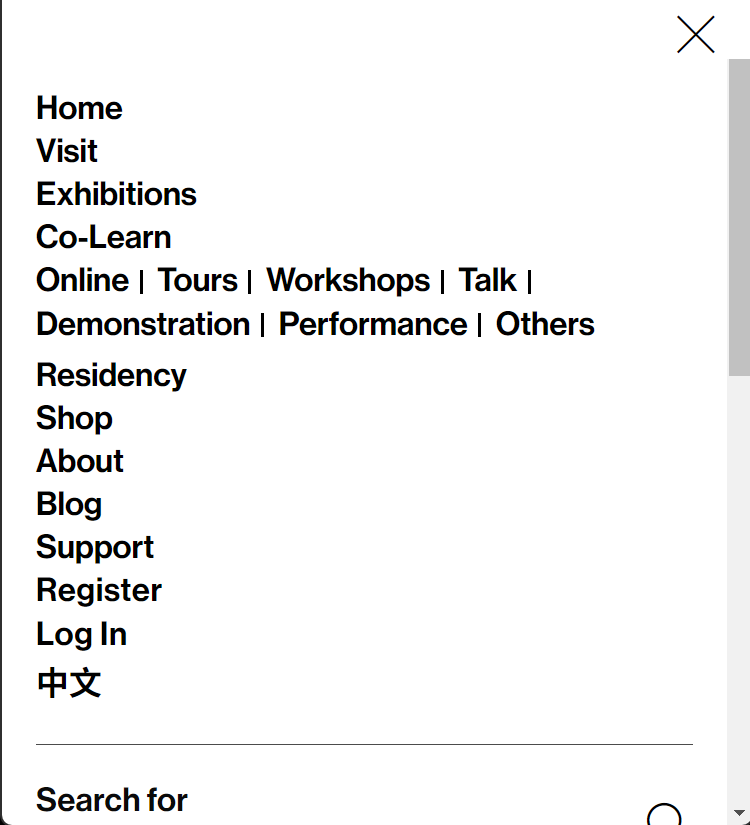 Home
Visit
Exhibitions
Co-Learn
Online | Tours | Workshops | Talk |
Demonstration | Performance | Others
Residency
Shop
About
Blog
Support
Register
Log In
中文
Search for